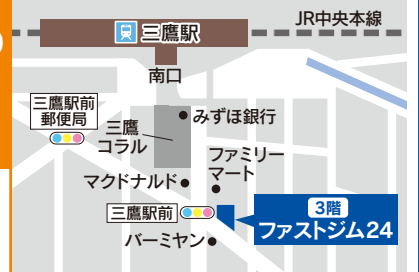 JR中央本線
三鷹駅
南口
三鷹駅前
郵便局
みずほ銀行
三鷹
コラル
ファミリー
マート
マクドナルド
三鷹駅前
3階
ファストジム24
バーミヤン